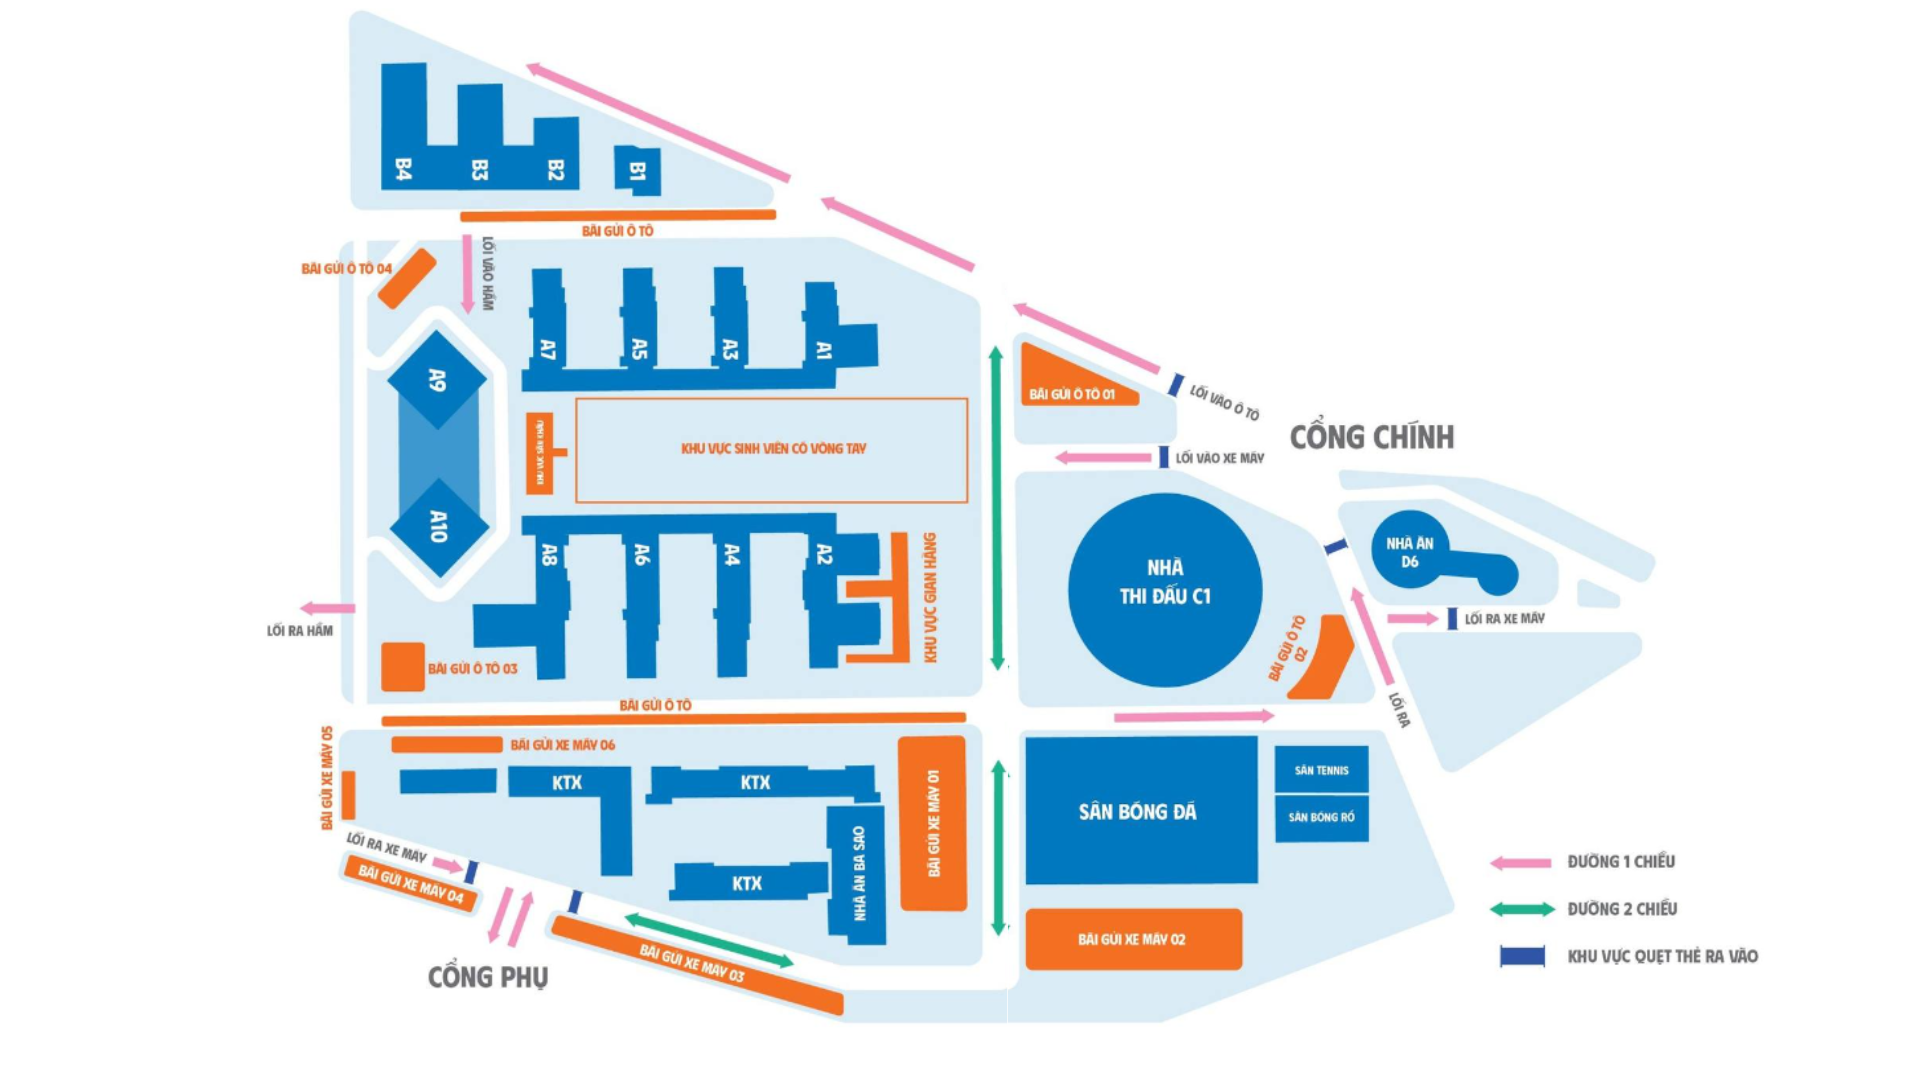 B4
B3
B2
B1
BÃI GỬI Ô TÔ
BÃI GỬI Ô TÔ 04
LỐI VÀO HẦM
A9
A10
A7
A5
A3
A1
KHU VỰC SÂN KHẤU
KHU VỰC SINH VIÊN CÓ VÒNG TAY
A8
A6
A4
A2
KHU VỰC GIAN HÀNG
LỐI RA HẦM
BÃI GỬI Ô TÔ 03
BÃI GỬI Ô TÔ
BÃI GỬI Ô TÔ 01
LỐI VÀO Ô TÔ
CỔNG CHÍNH
LỐI VÀO XE MÁY
NHÀ
THI ĐẤU C1
NHÀ ĂN
D6
LỐI RA XE MÁY
BÃI GỬI Ô TÔ
02
LỐI RA
BÃI GỬI XE MÁY 05
BÃI GỬI XE MÁY 06
KTX
KTX
KTX
NHÀ ĂN BA SAO
BÃI GỬI XE MÁY 01
SÂN BÓNG ĐÁ
SÂN TENNIS
SÂN BÓNG RỔ
LỐI RA XE MÁY
BÃI GỬI XE MÁY 04
BÃI GỬI XE MÁY 03
BÃI GỬI XE MÁY 02
CỔNG PHỤ
ĐƯỜNG 1 CHIỀU
ĐƯỜNG 2 CHIỀU
KHU VỰC QUẸT THẺ RA VÀO